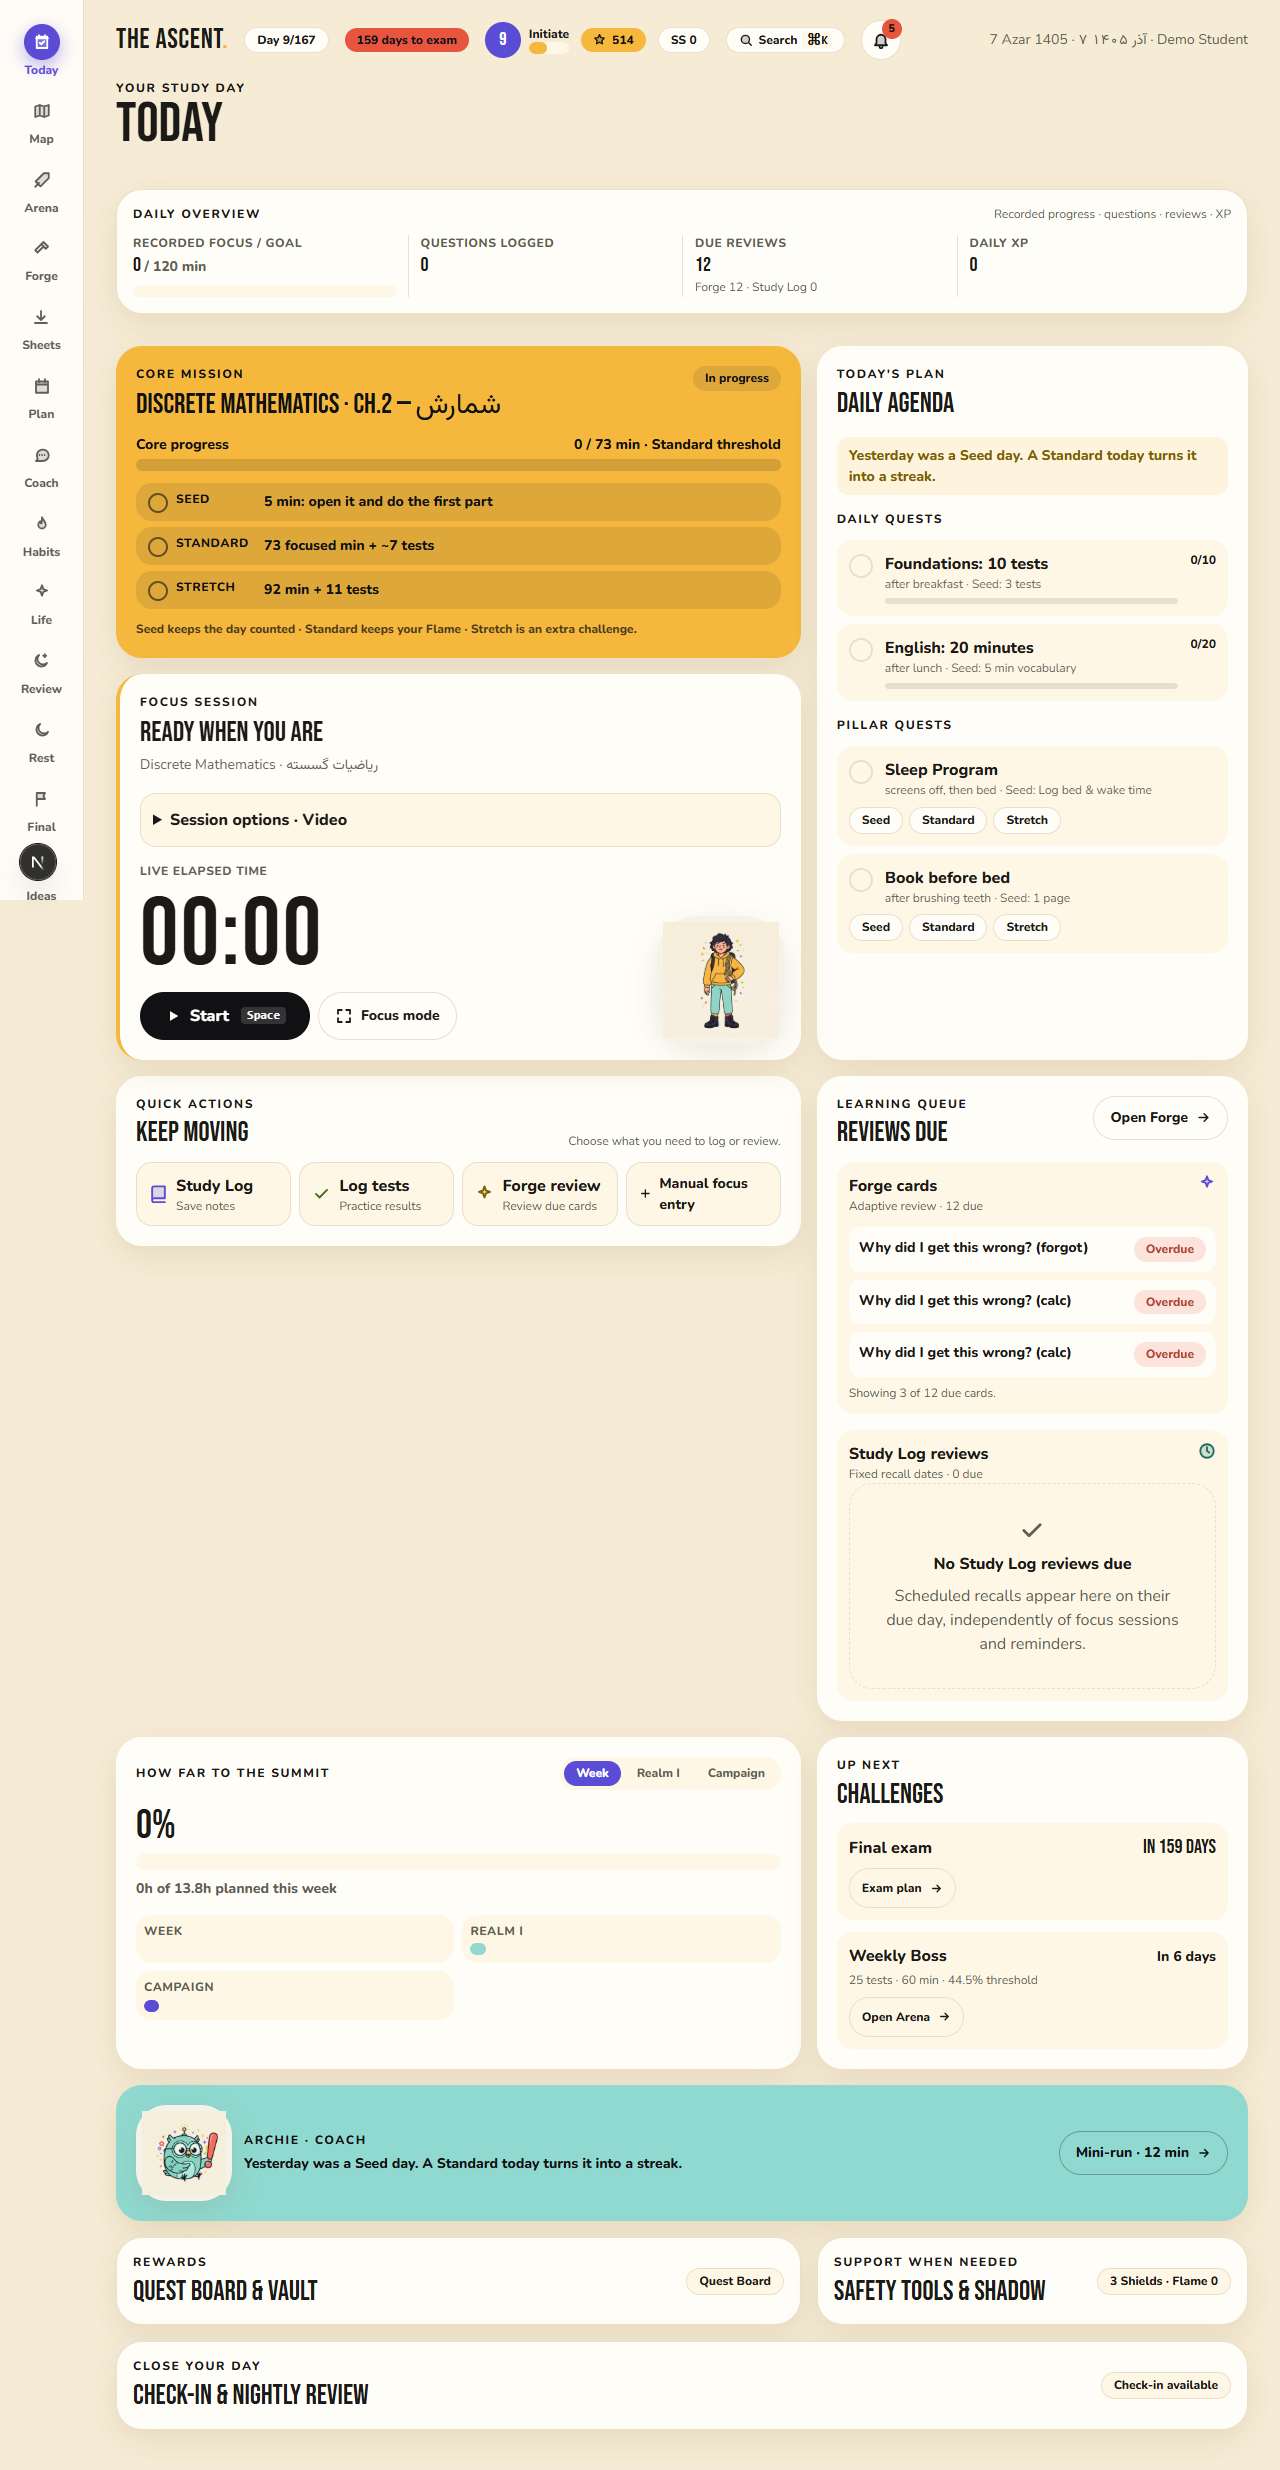 Today
Map
Arena
Forge
Sheets
Plan
Coach
Habits
Life
Review
Rest
Final
N
Ideas
THE ASCENT.
Day 9/167
159 days to exam
9
Initiate
514
SS 0
Search ⌘K
5
7 Azar 1405 · ۷ آذر ۱۴۰۵ · Demo Student
YOUR STUDY DAY
TODAY
DAILY OVERVIEW
Recorded progress · questions · reviews · XP
RECORDED FOCUS / GOAL
0 / 120 min
QUESTIONS LOGGED
0
DUE REVIEWS
12
Forge 12 · Study Log 0
DAILY XP
0
CORE MISSION
In progress
DISCRETE MATHEMATICS · CH.2 — شمارش
Core progress
0 / 73 min · Standard threshold
SEED 5 min: open it and do the first part
STANDARD 73 focused min + ~7 tests
STRETCH 92 min + 11 tests
Seed keeps the day counted · Standard keeps your Flame · Stretch is an extra challenge.
TODAY'S PLAN
DAILY AGENDA
Yesterday was a Seed day. A Standard today turns it
into a streak.
DAILY QUESTS
Foundations: 10 tests
0/10
after breakfast · Seed: 3 tests
English: 20 minutes
0/20
after lunch · Seed: 5 min vocabulary
PILLAR QUESTS
Sleep Program
screens off, then bed · Seed: Log bed & wake time
Seed Standard Stretch
Book before bed
after brushing teeth · Seed: 1 page
Seed Standard Stretch
FOCUS SESSION
READY WHEN YOU ARE
Discrete Mathematics · ریاضیات گسسته
Session options · Video
LIVE ELAPSED TIME
00:00
Start Space
Focus mode
QUICK ACTIONS
KEEP MOVING
Choose what you need to log or review.
Study Log
Save notes
Log tests
Practice results
Forge review
Review due cards
Manual focus
entry
LEARNING QUEUE
REVIEWS DUE
Open Forge →
Forge cards
Adaptive review · 12 due
Why did I get this wrong? (forgot) Overdue
Why did I get this wrong? (calc) Overdue
Why did I get this wrong? (calc) Overdue
Showing 3 of 12 due cards.
Study Log reviews
Fixed recall dates · 0 due
No Study Log reviews due
Scheduled recalls appear here on their
due day, independently of focus sessions
and reminders.
HOW FAR TO THE SUMMIT
Week Realm I Campaign
0%
0h of 13.8h planned this week
WEEK
REALM I
CAMPAIGN
UP NEXT
CHALLENGES
Final exam
IN 159 DAYS
Exam plan →
Weekly Boss
In 6 days
25 tests · 60 min · 44.5% threshold
Open Arena →
ARCHIE · COACH
Yesterday was a Seed day. A Standard today turns it into a streak.
Mini-run · 12 min →
REWARDS
QUEST BOARD & VAULT
Quest Board
SUPPORT WHEN NEEDED
SAFETY TOOLS & SHADOW
3 Shields · Flame 0
CLOSE YOUR DAY
CHECK-IN & NIGHTLY REVIEW
Check-in available